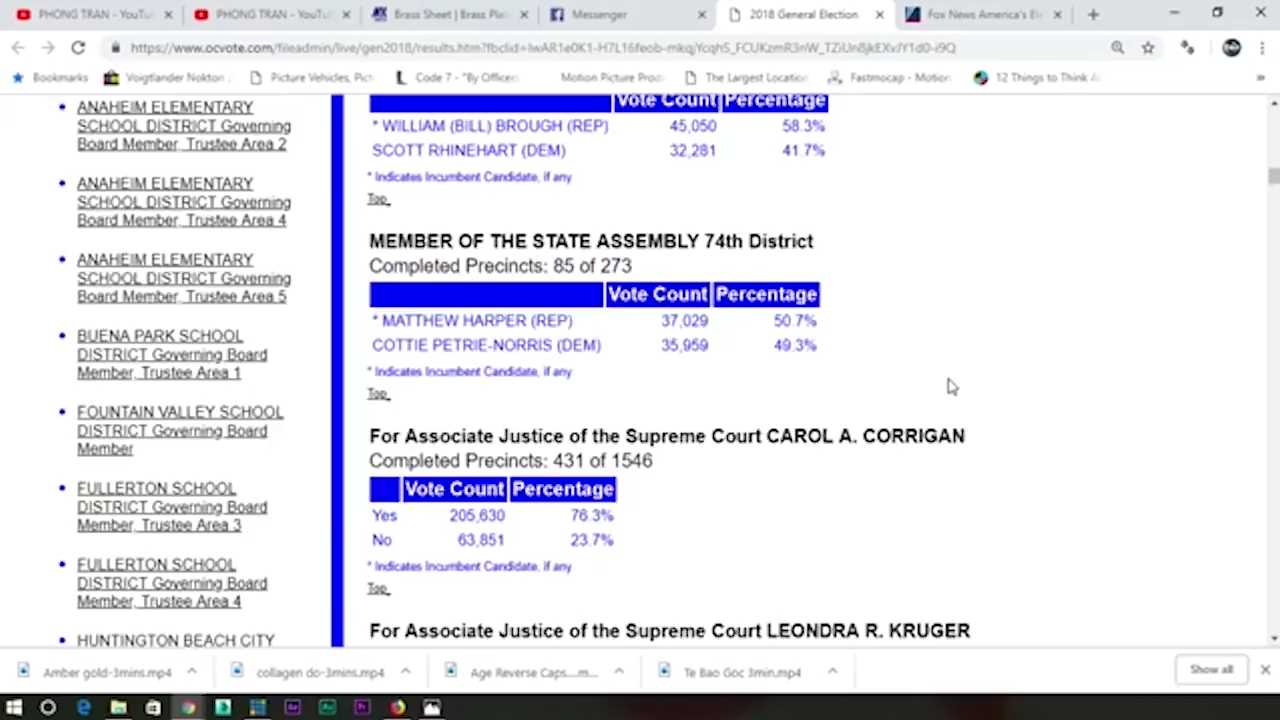 PHONG TRAN - YouTu
PHONG TRAN - YouTu
Brass Sheet | Brass Plat
Messenger
2018 General Election
Fox News America's Ele
https://www.ocvote.com/fileadmin/live/gen2018/results.htm?fbclid=
Bookmarks
Voigtlander Nokton
Picture Vehicles, Pict
Code 7 - "By Officer
Motion Picture Prod
The Largest Location
Fastmocap - Motion
12 Things to Think A
»
ANAHEIM ELEMENTARY
SCHOOL DISTRICT Governing
Board Member, Trustee Area 2
ANAHEIM ELEMENTARY
SCHOOL DISTRICT Governing
Board Member, Trustee Area 4
ANAHEIM ELEMENTARY
SCHOOL DISTRICT Governing
Board Member, Trustee Area 5
BUENA PARK SCHOOL
DISTRICT Governing Board
Member, Trustee Area 1
FOUNTAIN VALLEY SCHOOL
DISTRICT Governing Board
Member
FULLERTON SCHOOL
DISTRICT Governing Board
Member, Trustee Area 3
FULLERTON SCHOOL
DISTRICT Governing Board
Member, Trustee Area 4
HUNTINGTON BEACH CITY
Vote Count Percentage
* WILLIAM (BILL) BROUGH (REP) 45,050 58.3%
SCOTT RHINEHART (DEM) 32,281 41.7%
* Indicates Incumbent Candidate, if any
Top
MEMBER OF THE STATE ASSEMBLY 74th District
Completed Precincts: 85 of 273
Vote Count Percentage
* MATTHEW HARPER (REP) 37,029 50.7%
COTTIE PETRIE-NORRIS (DEM) 35,959 49.3%
* Indicates Incumbent Candidate, if any
Top
For Associate Justice of the Supreme Court CAROL A. CORRIGAN
Completed Precincts: 431 of 1546
Vote Count Percentage
Yes 205,630 76.3%
No 63,851 23.7%
* Indicates Incumbent Candidate, if any
Top
For Associate Justice of the Supreme Court LEONDRA R. KRUGER
Amber gold-3mins.mp4
collagen do-3mins.mp4
Age Reverse Caps....m...
Te Bao Goc 3min.mp4
Show all